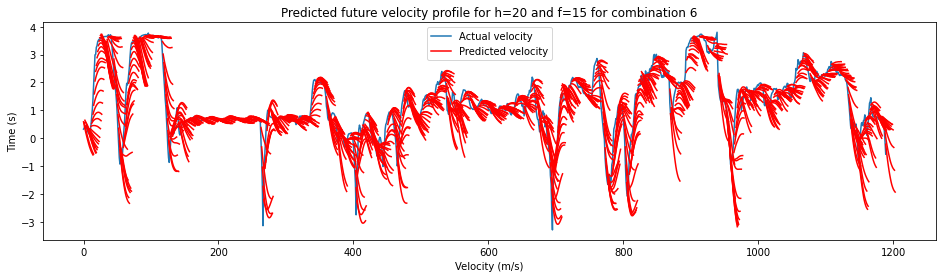 Predicted future velocity profile for h=20 and f=15 for combination 6
Actual velocity
Predicted velocity
Time (s)
4
3
2
1
0
−1
−2
−3
0 200 400 600 800 1000 1200
Velocity (m/s)